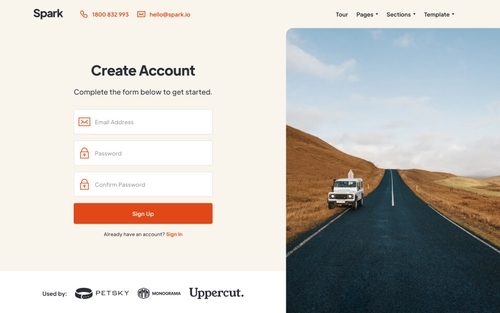 Spark
1800 832 993
hello@spark.io
Tour
Pages
Sections
Template
Create Account
Complete the form below to get started.
Email Address
Password
Confirm Password
Sign Up
Already have an account? Sign In
Used by:
PETSKY
MONOGRAMA
Uppercut.